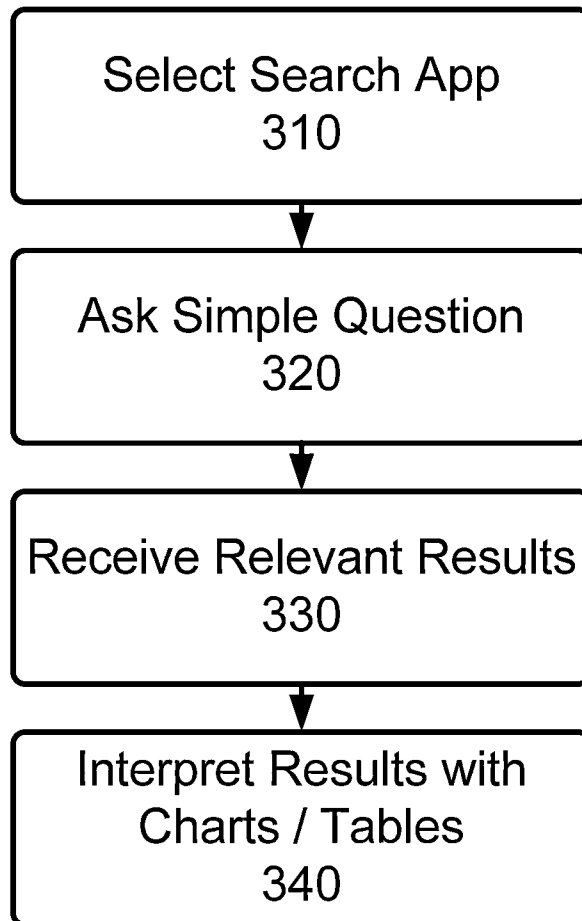 Select Search App
310
Ask Simple Question
320
Receive Relevant Results
330
Interpret Results with
Charts / Tables
340